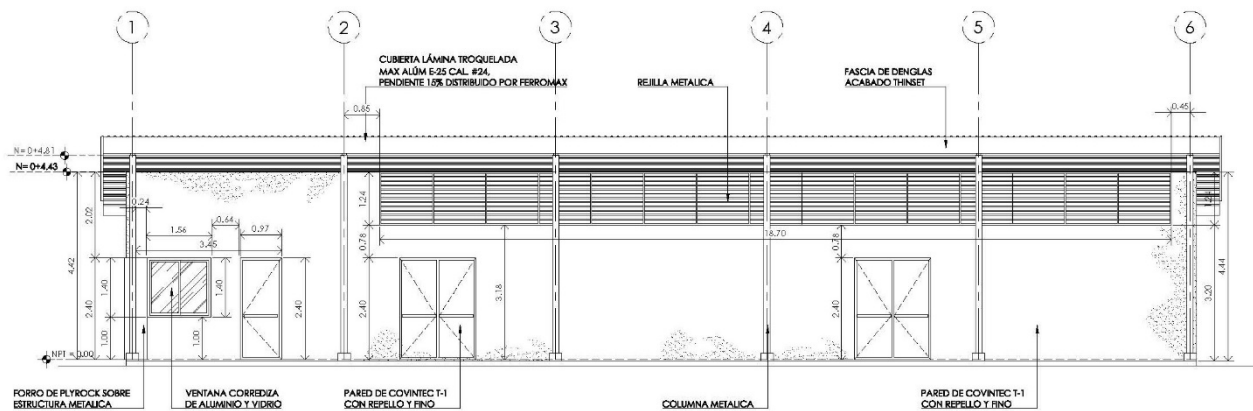 1
2
3
4
5
6
CUBIERTA LÁMINA TROQUELADA
MAX ALÚM E-25 CAL. #24,
PENDIENTE 15% DISTRIBUIDO POR FERROMAX
REJILLA METALICA
FASCIA DE DENGLAS
ACABADO THINSET
0.85
0.45
N= 0+4.81
N= 0+4.43
0.24
2.02
1.56
0.64
0.97
3.45
1.24
0.78
18.70
0.78
4.42
2.40
1.40
1.00
1.40
1.00
2.40
2.40
3.18
2.40
3.20
4.44
NPT = 0.00
FORRO DE PLYROCK SOBRE
ESTRUCTURA METALICA
VENTANA CORREDIZA
DE ALUMINIO Y VIDRIO
PARED DE COVINTEC T-1
CON REPELLO Y FINO
COLUMNA METALICA
PARED DE COVINTEC T-1
CON REPELLO Y FINO